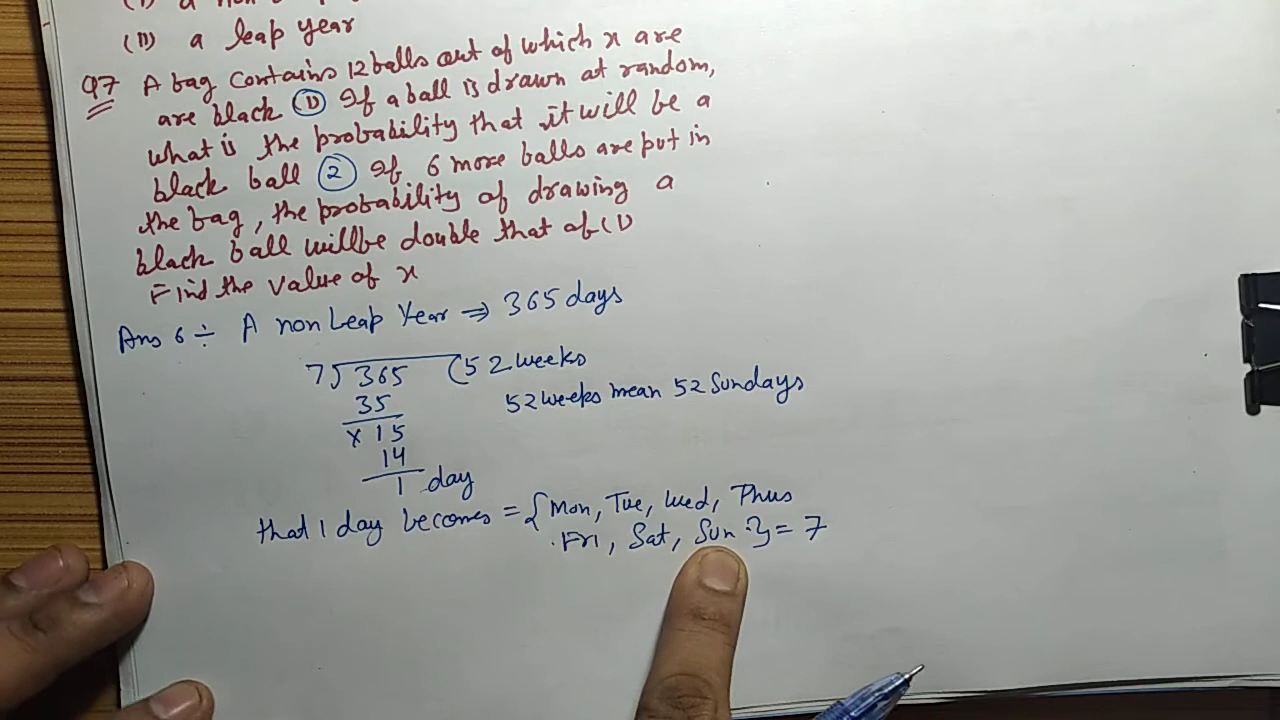 (II) a leap year
Q7 A bag contains 12 balls out of which x are
are black (1) If a ball is drawn at random,
what is the probability that it will be a
black ball (2) If 6 more balls are put in
the bag, the probability of drawing a
black ball will be double that of (1)
Find the value of x
Ans 6 ÷ A non Leap Year ⇒ 365 days
7)365(52 weeks
35
52 weeks mean 52 Sundays
x15
14
1 day
that 1 day becomes = {Mon, Tue, Wed, Thus
Fri, Sat, Sun} = 7